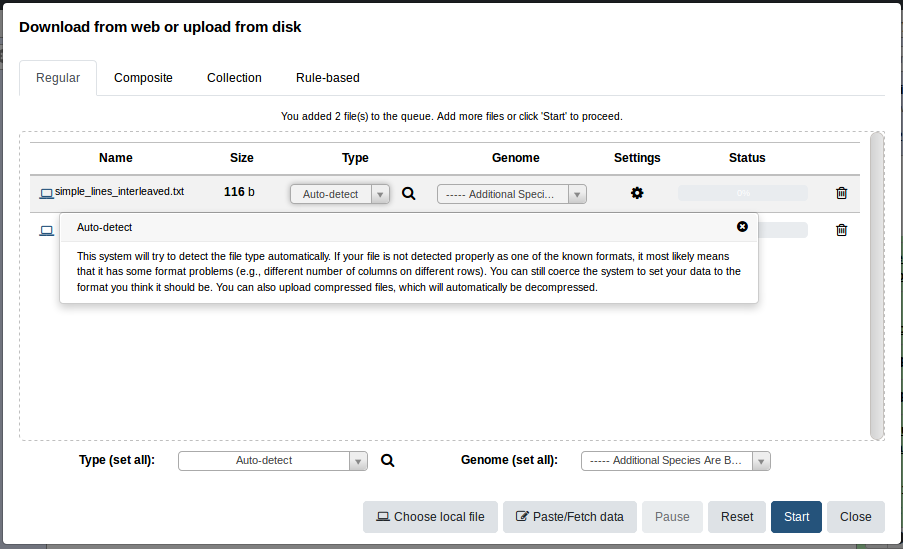 Download from web or upload from disk
Regular Composite Collection Rule-based
You added 2 file(s) to the queue. Add more files or click 'Start' to proceed.
Name Size Type Genome Settings Status
simple_lines_interleaved.txt 116 b Auto-detect ----- Additional Speci... 0%
Auto-detect
This system will try to detect the file type automatically. If your file is not detected properly as one of the known formats, it most likely means
that it has some format problems (e.g., different number of columns on different rows). You can still coerce the system to set your data to the
format you think it should be. You can also upload compressed files, which will automatically be decompressed.
Type (set all): Auto-detect Genome (set all): ----- Additional Species Are B...
Choose local file Paste/Fetch data Pause Reset Start Close